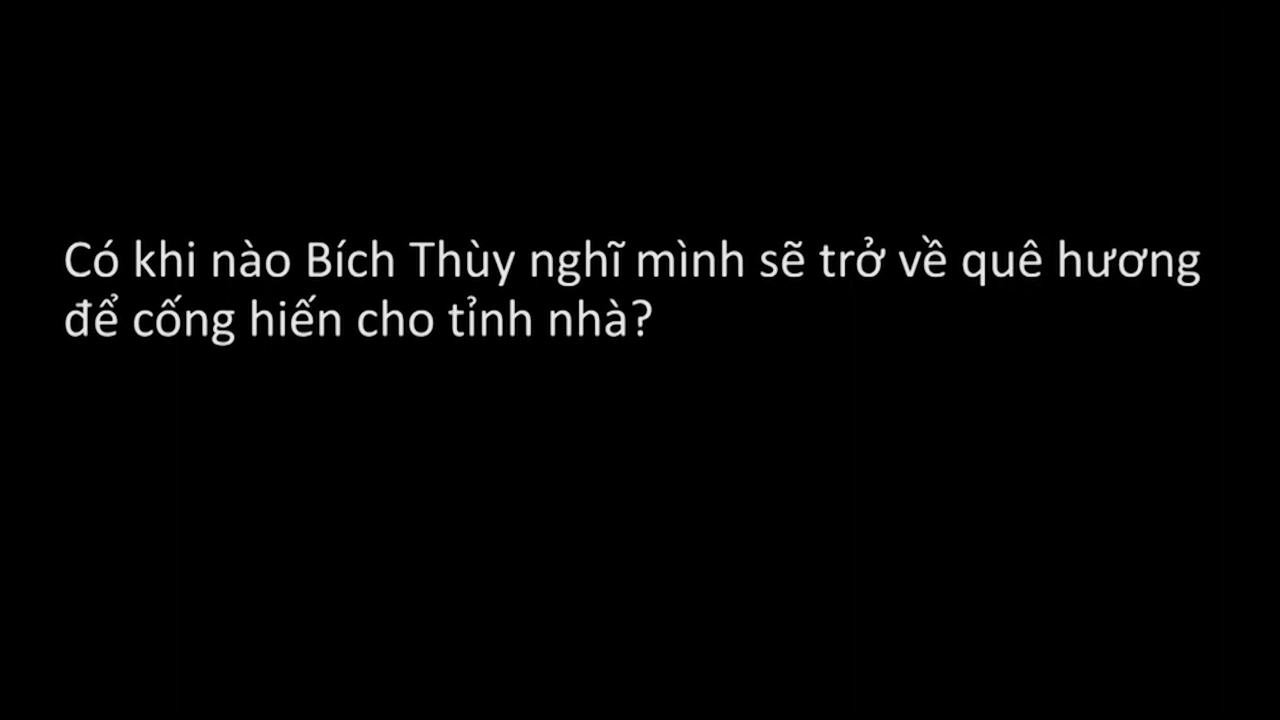 Có khi nào Bích Thùy nghĩ mình sẽ trở về quê hương
để cống hiến cho tỉnh nhà?